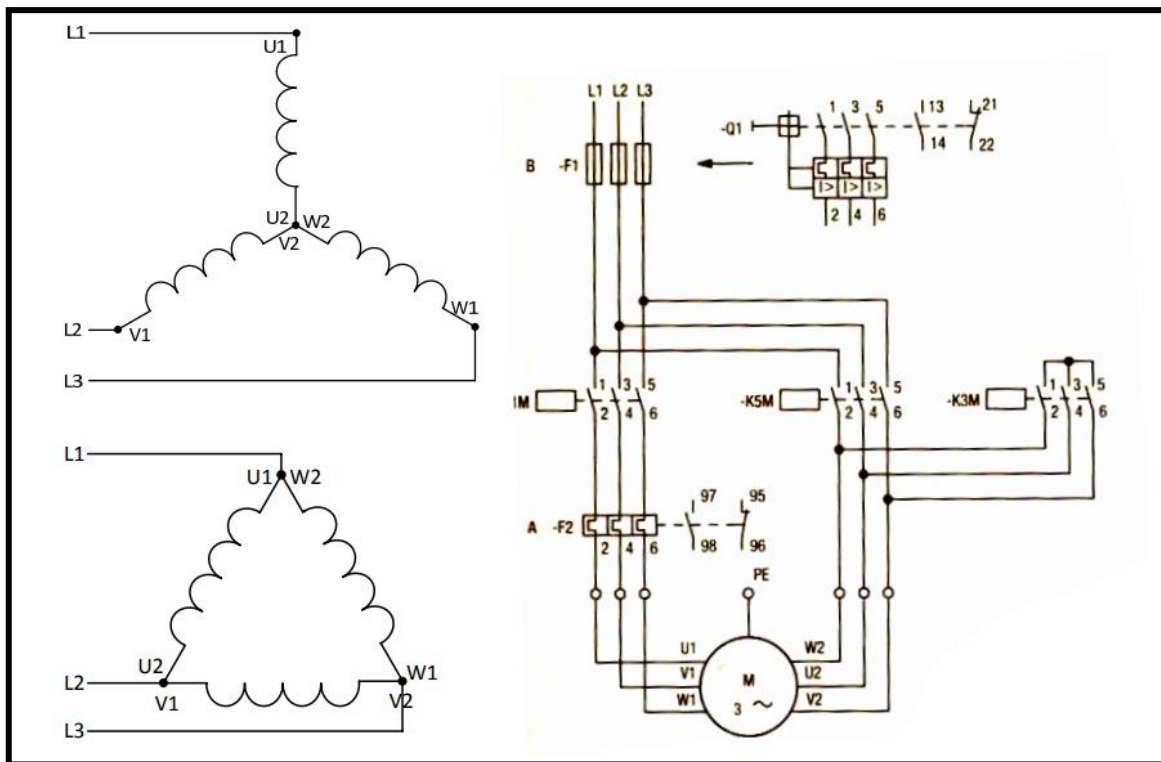 L1
U1
U2 W2
V2
L2
V1
W1
L3
L1
U1 W2
U2
W1
L2
V1
V2
L3
L1 L2 L3
B -F1
-Q1
1 3 5
13
21
14
22
I> I> I>
2 4 6
1M
1 3 5
2 4 6
-K5M
1 3 5
2 4 6
-K3M
1 3 5
2 4 6
A -F2
97
95
2 4 6
98
96
PE
U1
V1
W1
M
3 ~
W2
U2
V2